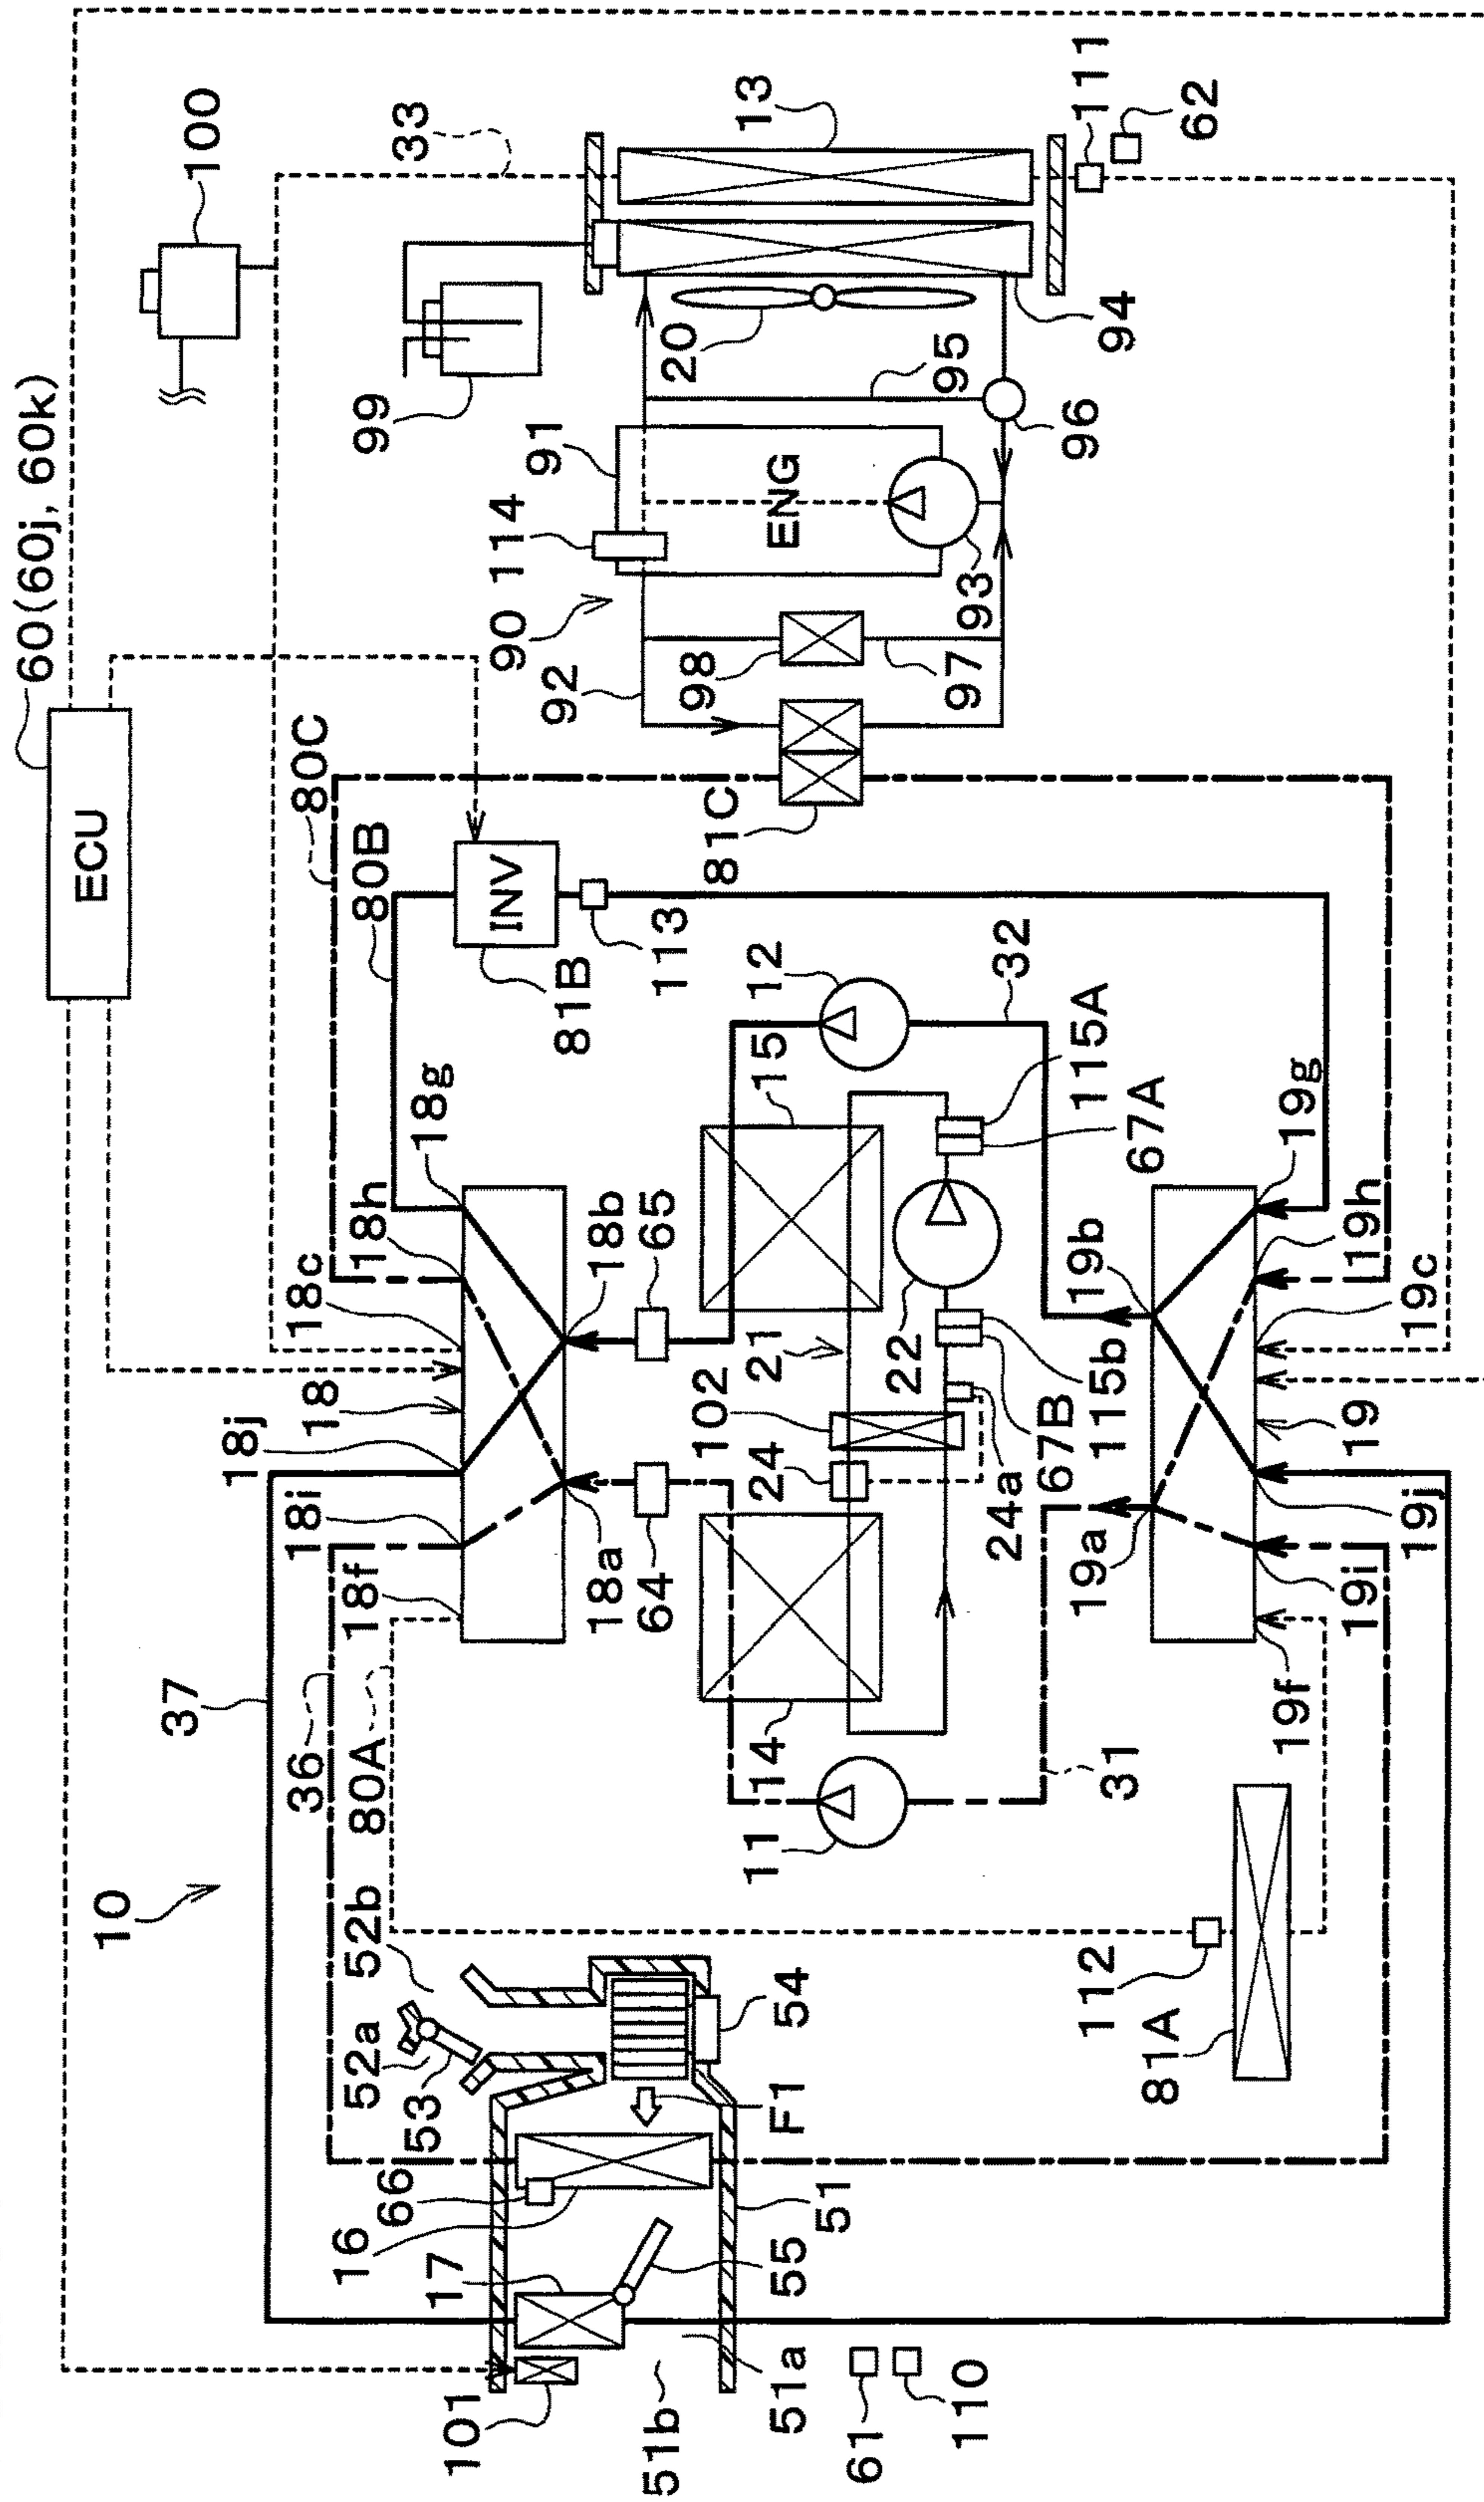 60(60j, 60k)
ECU
100
33
13
111
62
99
20
95
94
96
91
ENG
114
90
93
92
98
97
80C
80B
81C
INV
113
81B
12
32
15
115A
67A
18g
18h
18c
18b
65
19g
19h
19b
19c
21
22
115b
67B
102
24
24a
18
18j
18i
18f
18a
64
19
19j
19a
19i
19f
37
36
80A
14
11
31
10
52b
52a
53
54
F1
112
81A
66
16
17
51
55
51a
51b
101
61
110